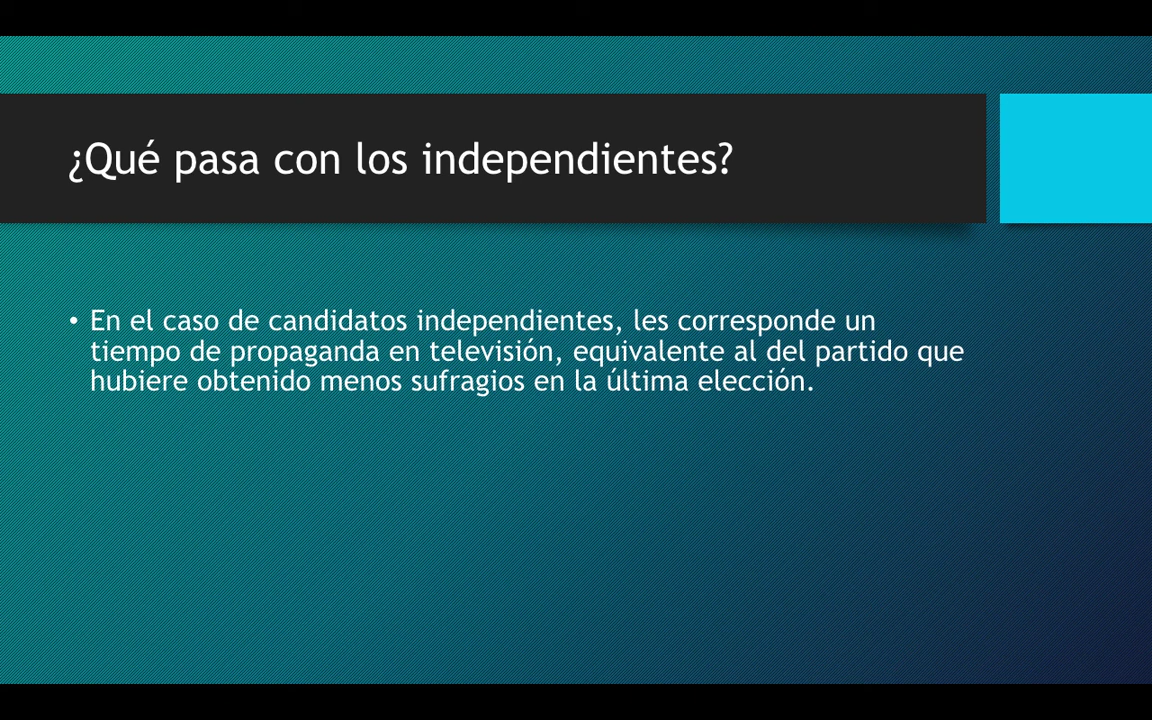 ¿Qué pasa con los independientes?
• En el caso de candidatos independientes, les corresponde un
tiempo de propaganda en televisión, equivalente al del partido que
hubiere obtenido menos sufragios en la última elección.